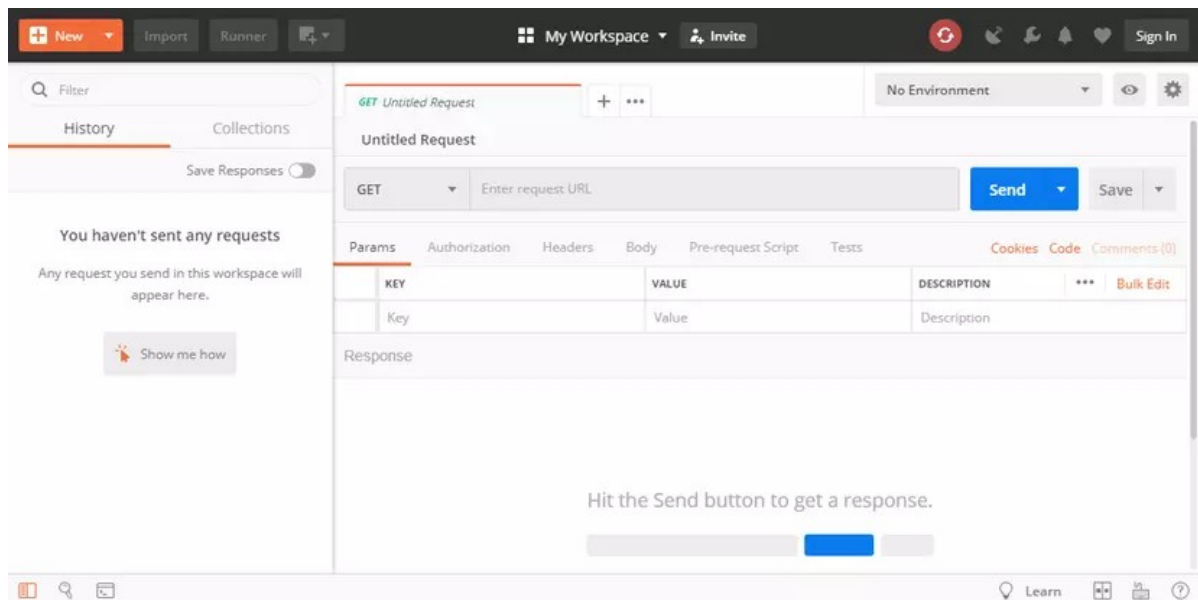 New Import Runner My Workspace Invite Sign In
Filter
History Collections
Save Responses
You haven't sent any requests
Any request you send in this workspace will
appear here.
Show me how
GET Untitled Request
No Environment
Untitled Request
GET Enter request URL Send Save
Params Authorization Headers Body Pre-request Script Tests Cookies Code Comments (0)
KEY VALUE DESCRIPTION Bulk Edit
Key Value Description
Response
Hit the Send button to get a response.
Learn